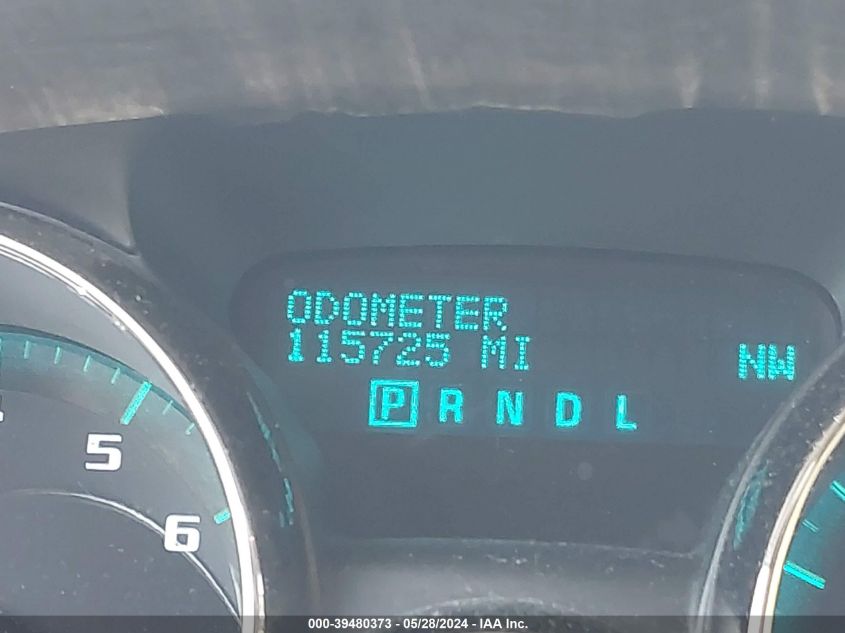 ODOMETER
115725 MI
NW
P R N D L
5
6
000-39480373 - 05/28/2024 - IAA Inc.